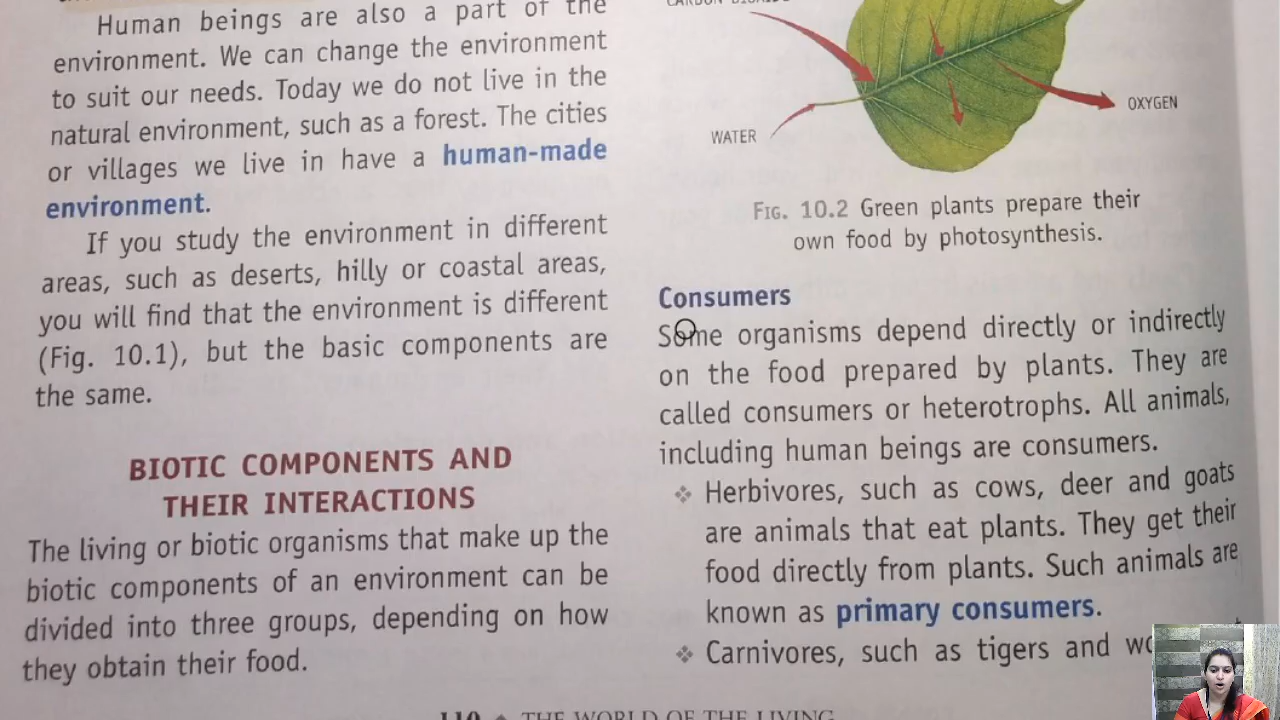 Human beings are also a part of the
environment. We can change the environment
to suit our needs. Today we do not live in the
natural environment, such as a forest. The cities
or villages we live in have a human-made
environment.
If you study the environment in different
areas, such as deserts, hilly or coastal areas,
you will find that the environment is different
(Fig. 10.1), but the basic components are
the same.
BIOTIC COMPONENTS AND
THEIR INTERACTIONS
The living or biotic organisms that make up the
biotic components of an environment can be
divided into three groups, depending on how
they obtain their food.
WATER
OXYGEN
FIG. 10.2 Green plants prepare their
own food by photosynthesis.
Consumers
Some organisms depend directly or indirectly
on the food prepared by plants. They are
called consumers or heterotrophs. All animals,
including human beings are consumers.
❖ Herbivores, such as cows, deer and goats
are animals that eat plants. They get their
food directly from plants. Such animals are
known as primary consumers.
❖ Carnivores, such as tigers and
110 ❖ THE WORLD OF THE LIVING